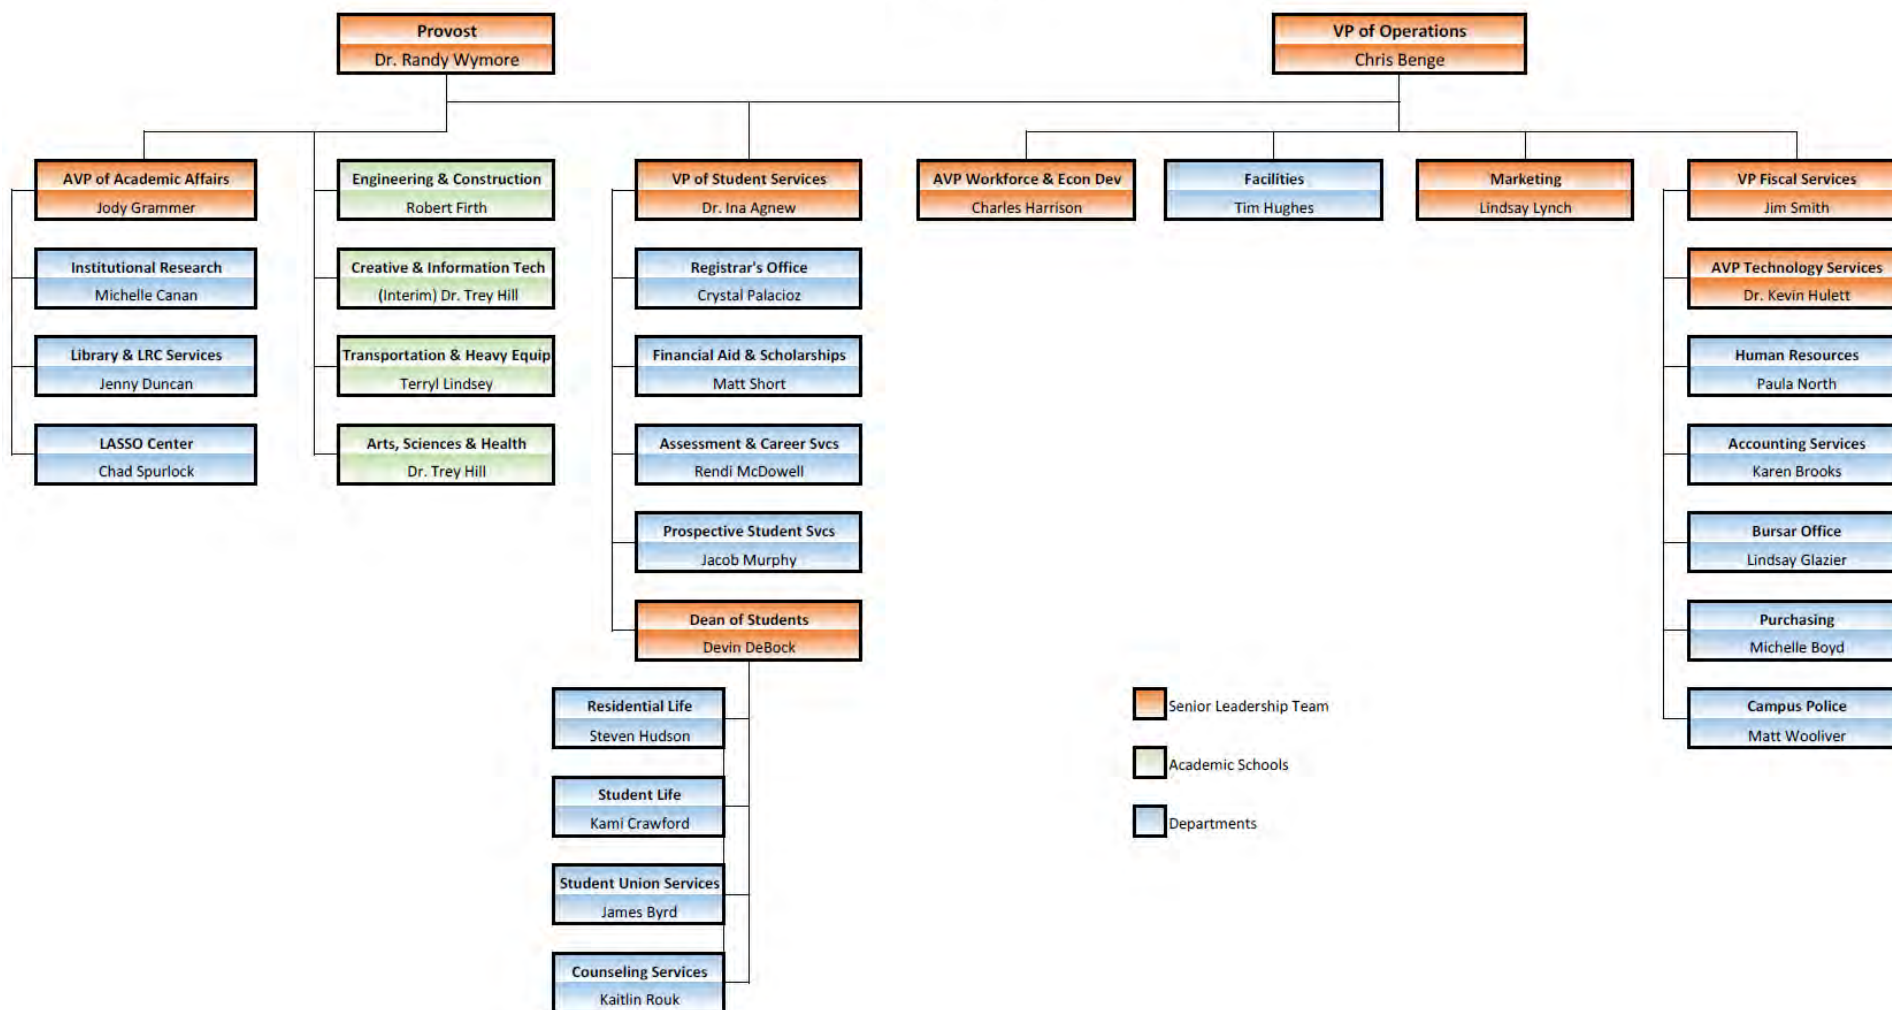 Provost
Dr. Randy Wymore
VP of Operations
Chris Benge
AVP of Academic Affairs
Jody Grammer
Engineering & Construction
Robert Firth
VP of Student Services
Dr. Ina Agnew
AVP Workforce & Econ Dev
Charles Harrison
Facilities
Tim Hughes
Marketing
Lindsay Lynch
VP Fiscal Services
Jim Smith
Institutional Research
Michelle Canan
Creative & Information Tech
(Interim) Dr. Trey Hill
Registrar's Office
Crystal Palacioz
AVP Technology Services
Dr. Kevin Hulett
Library & LRC Services
Jenny Duncan
Transportation & Heavy Equip
Terryl Lindsey
Financial Aid & Scholarships
Matt Short
Human Resources
Paula North
LASSO Center
Chad Spurlock
Arts, Sciences & Health
Dr. Trey Hill
Assessment & Career Svcs
Rendi McDowell
Accounting Services
Karen Brooks
Prospective Student Svcs
Jacob Murphy
Bursar Office
Lindsay Glazier
Dean of Students
Devin DeBock
Purchasing
Michelle Boyd
Residential Life
Steven Hudson
Senior Leadership Team
Campus Police
Matt Wooliver
Academic Schools
Student Life
Kami Crawford
Departments
Student Union Services
James Byrd
Counseling Services
Kaitlin Rouk